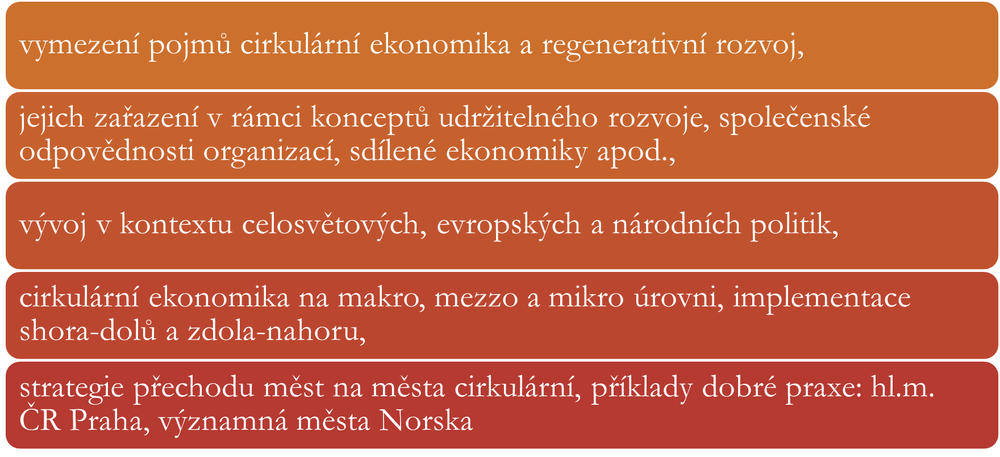 vymezení pojmů cirkulární ekonomika a regenerativní rozvoj,
jejich zařazení v rámci konceptů udržitelného rozvoje, společenské
odpovědnosti organizací, sdílené ekonomiky apod.,
vývoj v kontextu celosvětových, evropských a národních politik,
cirkulární ekonomika na makro, mezzo a mikro úrovni, implementace
shora-dolů a zdola-nahoru,
strategie přechodu měst na města cirkulární, příklady dobré praxe: hl.m.
ČR Praha, významná města Norska